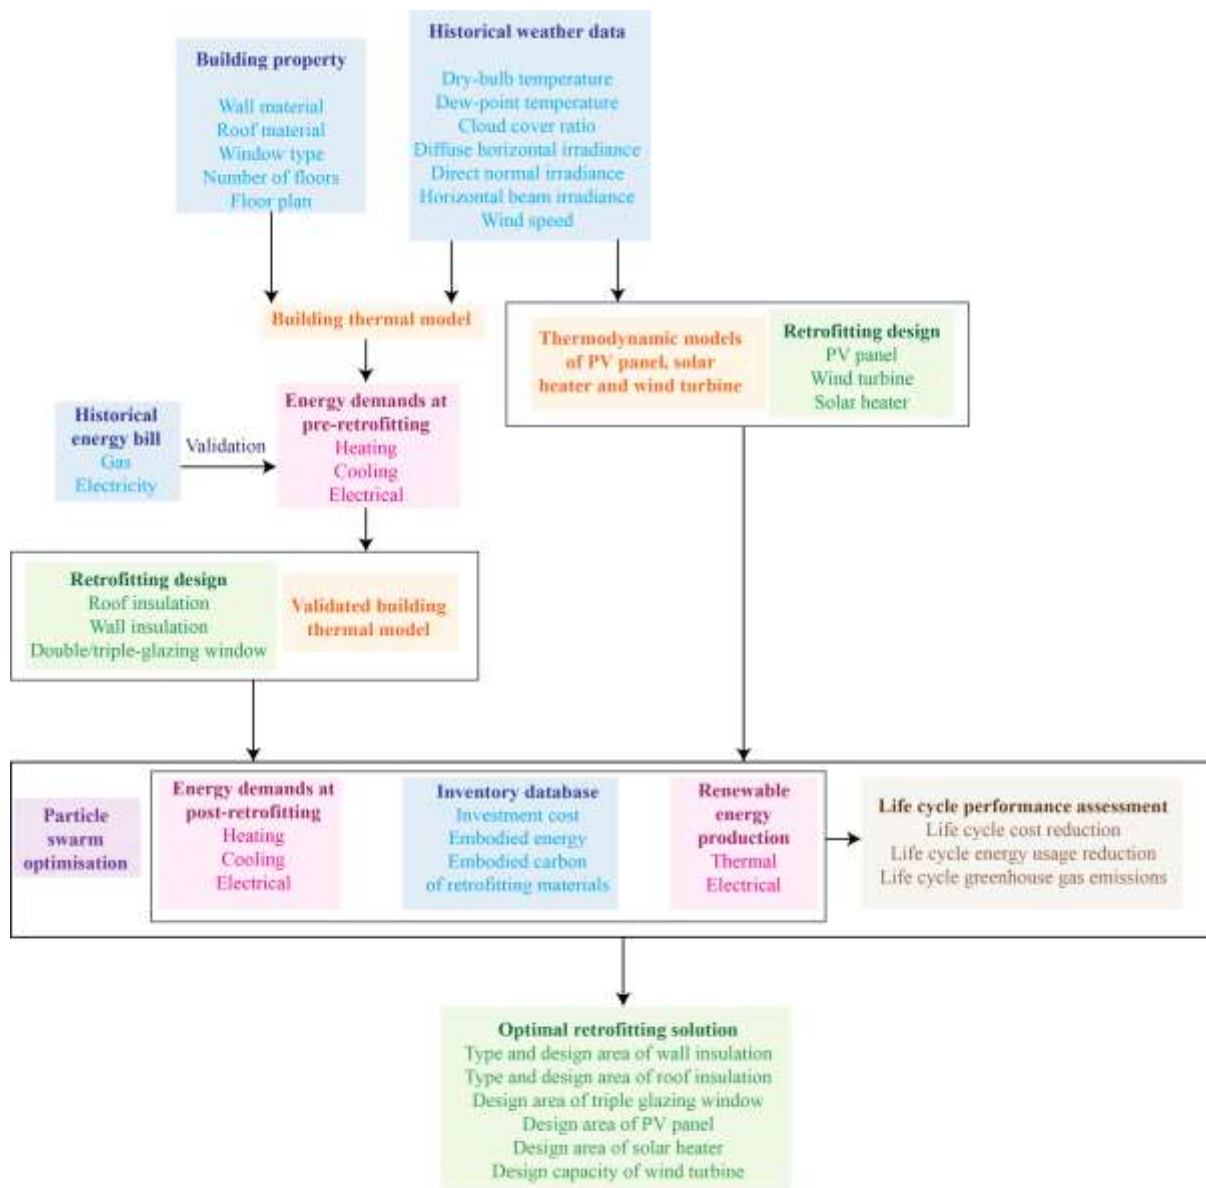 Building property
Wall material
Roof material
Window type
Number of floors
Floor plan
Historical weather data
Dry-bulb temperature
Dew-point temperature
Cloud cover ratio
Diffuse horizontal irradiance
Direct normal irradiance
Horizontal beam irradiance
Wind speed
Building thermal model
Thermodynamic models
of PV panel, solar
heater and wind turbine
Retrofitting design
PV panel
Wind turbine
Solar heater
Historical
energy bill
Gas
Electricity
Validation
Energy demands at
pre-retrofitting
Heating
Cooling
Electrical
Retrofitting design
Roof insulation
Wall insulation
Double/triple-glazing window
Validated building
thermal model
Particle
swarm
optimisation
Energy demands at
post-retrofitting
Heating
Cooling
Electrical
Inventory database
Investment cost
Embodied energy
Embodied carbon
of retrofitting materials
Renewable
energy
production
Thermal
Electrical
Life cycle performance assessment
Life cycle cost reduction
Life cycle energy usage reduction
Life cycle greenhouse gas emissions
Optimal retrofitting solution
Type and design area of wall insulation
Type and design area of roof insulation
Design area of triple glazing window
Design area of PV panel
Design area of solar heater
Design capacity of wind turbine